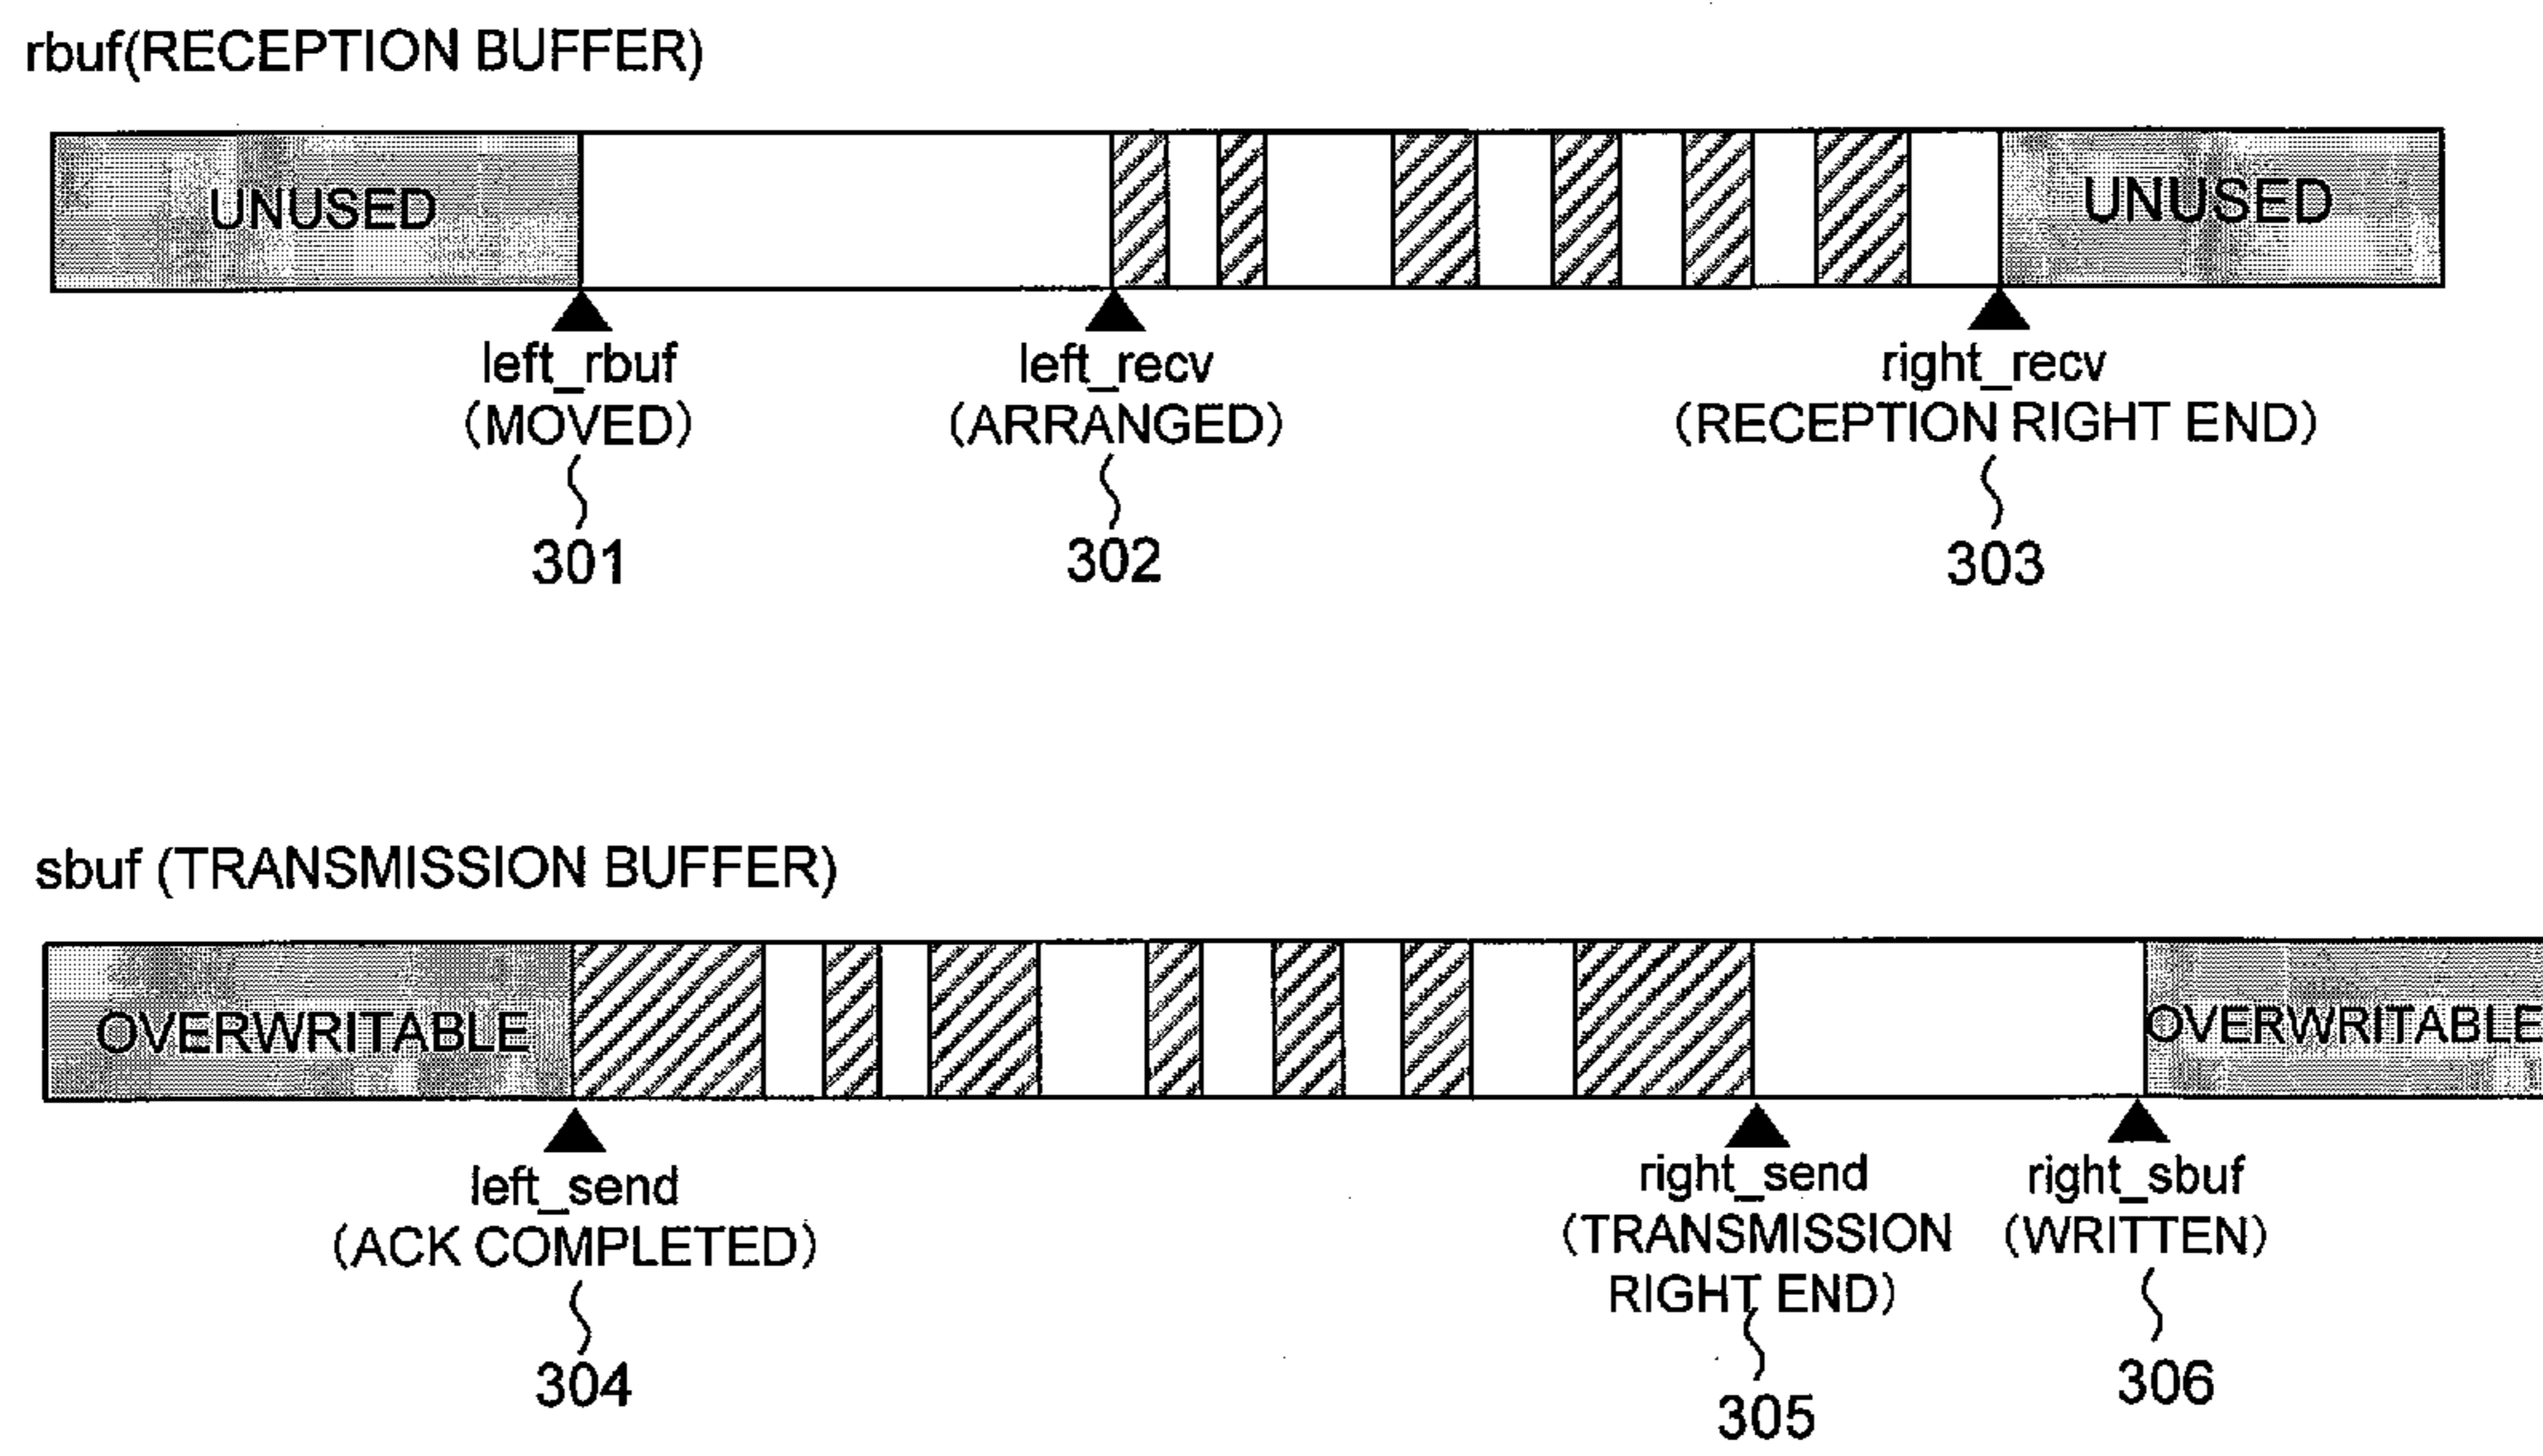 rbuf(RECEPTION BUFFER)
UNUSED UNUSED
left_rbuf left_recv right_recv
(MOVED) (ARRANGED) (RECEPTION RIGHT END)
301 302 303
sbuf (TRANSMISSION BUFFER)
OVERWRITABLE OVERWRITABLE
left_send right_send right_sbuf
(ACK COMPLETED) (TRANSMISSION (WRITTEN)
RIGHT END)
304 305 306